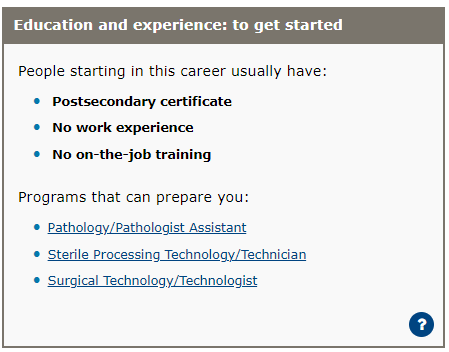 Education and experience: to get started
People starting in this career usually have:
Postsecondary certificate
No work experience
No on-the-job training
Programs that can prepare you:
Pathology/Pathologist Assistant
Sterile Processing Technology/Technician
Surgical Technology/Technologist
?